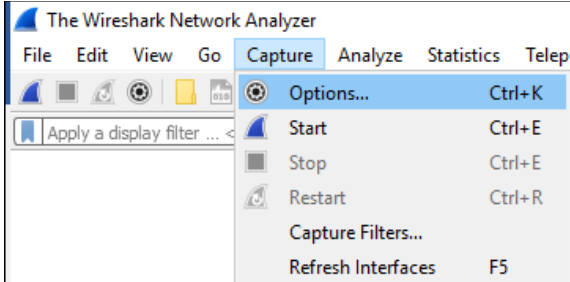 The Wireshark Network Analyzer
File Edit View Go Capture Analyze Statistics Telep
Options... Ctrl+K
Apply a display filter ... <
Start Ctrl+E
Stop Ctrl+E
Restart Ctrl+R
Capture Filters...
Refresh Interfaces F5